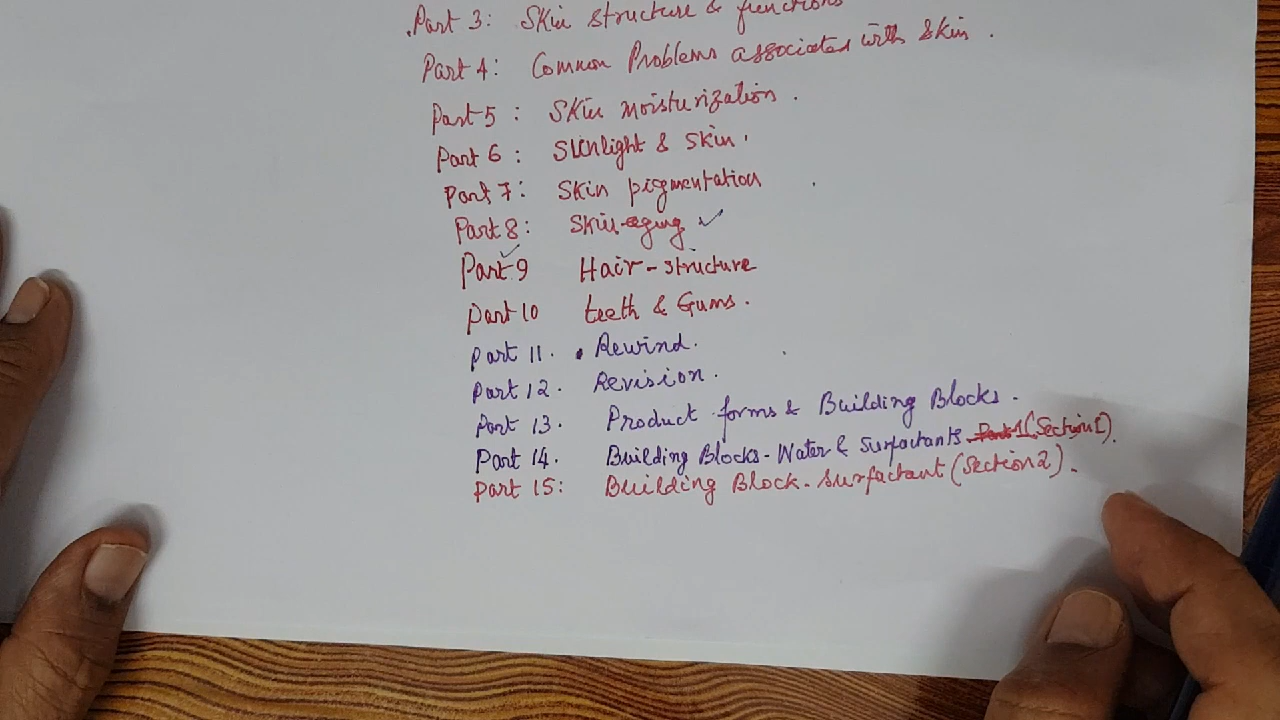 Part 3: Skin structure & functions
Part 4: Common Problems associated with skin.
Part 5: Skin moisturization.
Part 6: Sunlight & skin.
Part 7: Skin pigmentation
Part 8: Skin-aging ✓
Part 9 Hair-structure
Part 10 teeth & Gums.
Part 11. Rewind.
Part 12. Revision.
Part 13. Product forms & Building Blocks.
Part 14. Building Blocks-Water & surfactants (Section 1).
Part 15: Building Block-surfactant (Section 2).